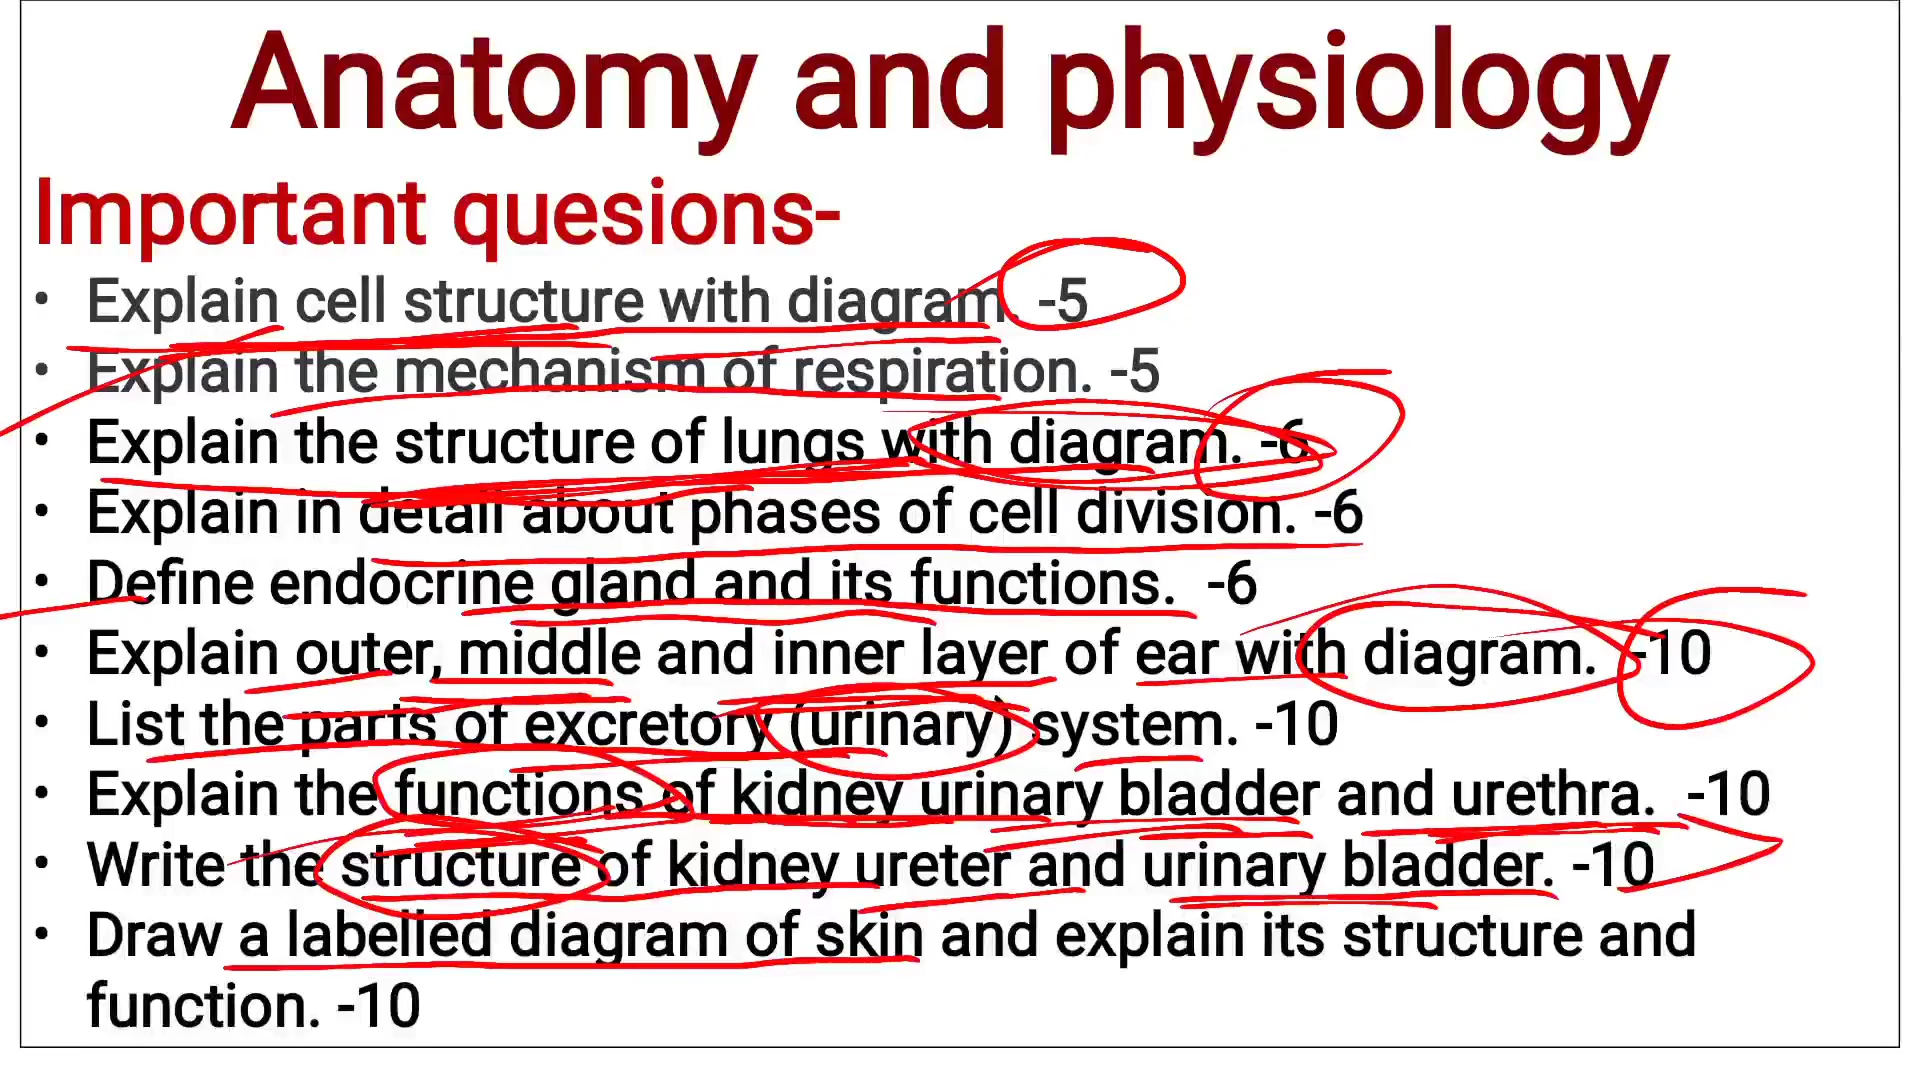 Anatomy and physiology
Important quesions-
• Explain cell structure with diagram. -5
• Explain the mechanism of respiration. -5
• Explain the structure of lungs with diagram. -6
• Explain in detail about phases of cell division. -6
• Define endocrine gland and its functions. -6
• Explain outer, middle and inner layer of ear with diagram. -10
• List the parts of excretory (urinary) system. -10
• Explain the functions of kidney urinary bladder and urethra. -10
• Write the structure of kidney ureter and urinary bladder. -10
• Draw a labelled diagram of skin and explain its structure and
function. -10